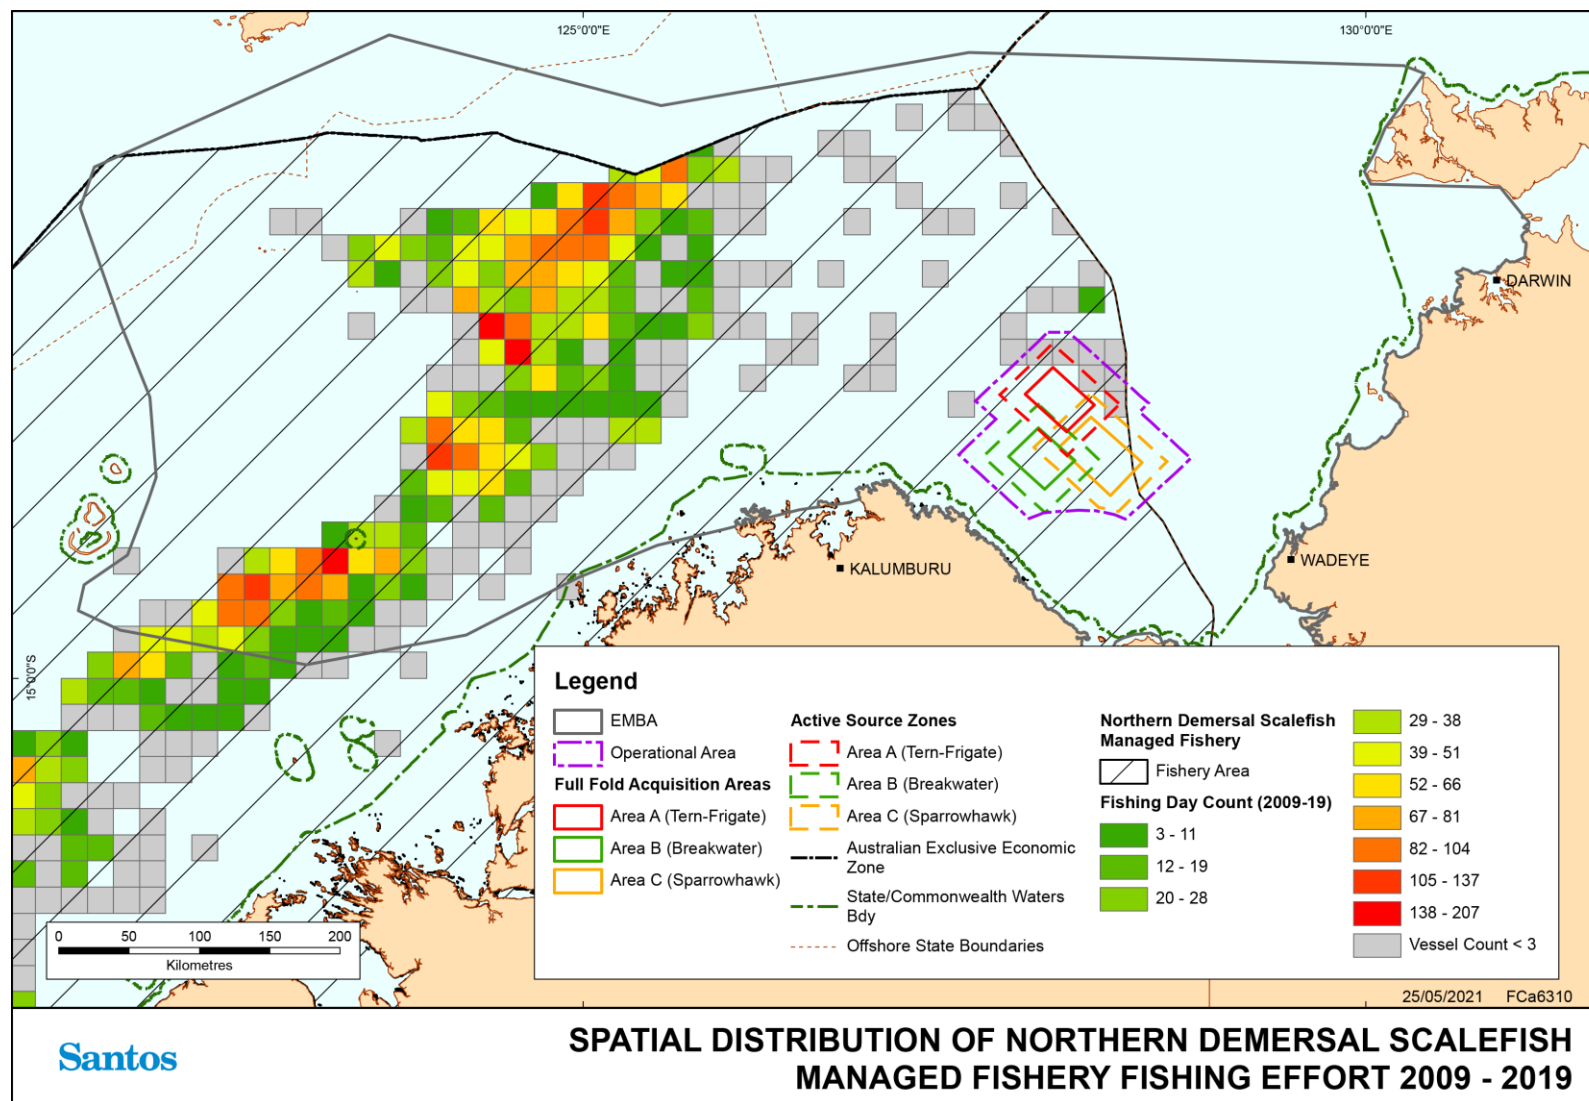 125°0'0"E
130°0'0"E
DARWIN
WADEYE
KALUMBURU
15°0'0"S
Legend
EMBA
Operational Area
Full Fold Acquisition Areas
Area A (Tern-Frigate)
Area B (Breakwater)
Area C (Sparrowhawk)
Active Source Zones
Area A (Tern-Frigate)
Area B (Breakwater)
Area C (Sparrowhawk)
Australian Exclusive Economic
Zone
State/Commonwealth Waters
Bdy
Offshore State Boundaries
Northern Demersal Scalefish
Managed Fishery
Fishery Area
Fishing Day Count (2009-19)
3 - 11
12 - 19
20 - 28
29 - 38
39 - 51
52 - 66
67 - 81
82 - 104
105 - 137
138 - 207
Vessel Count < 3
0 50 100 150 200
Kilometres
25/05/2021 FCa6310
Santos
SPATIAL DISTRIBUTION OF NORTHERN DEMERSAL SCALEFISH
MANAGED FISHERY FISHING EFFORT 2009 - 2019